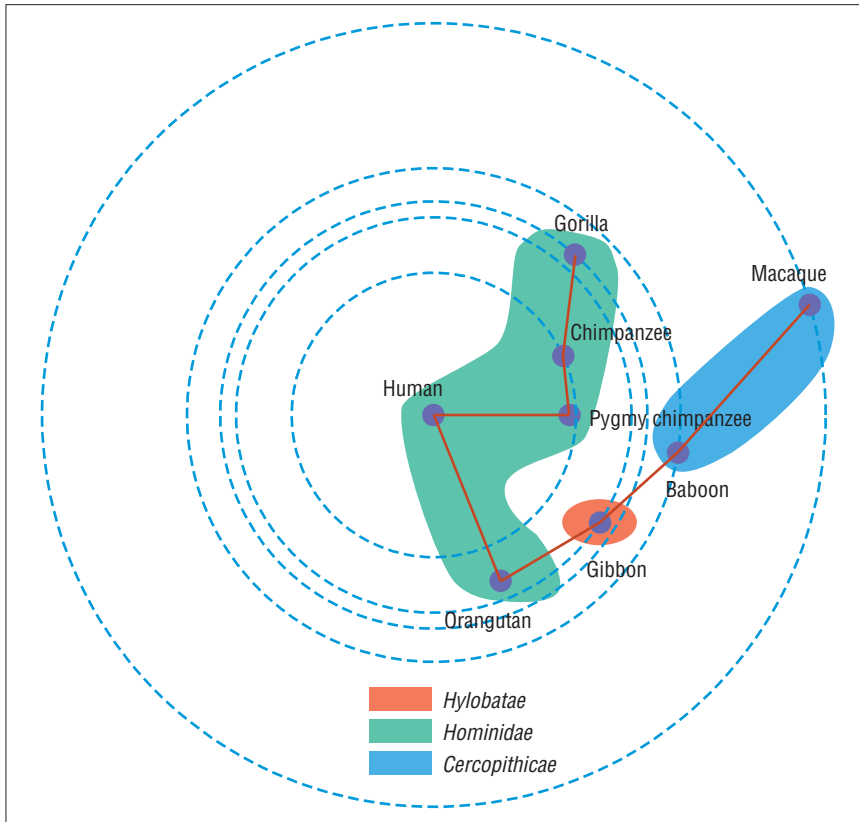 Gorilla
Macaque
Chimpanzee
Human
Pygmy chimpanzee
Baboon
Gibbon
Orangutan
Hylobatae
Hominidae
Cercopithicae